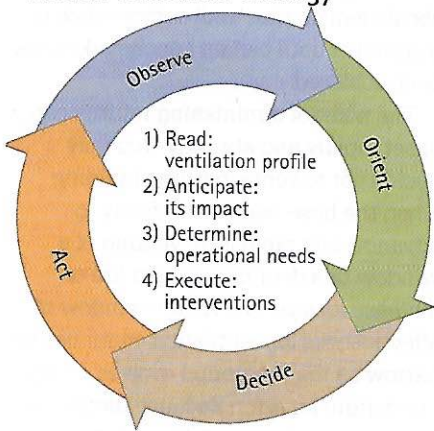 Observe
Orient
Decide
Act
1) Read:
ventilation profile
2) Anticipate:
its impact
3) Determine:
operational needs
4) Execute:
interventions